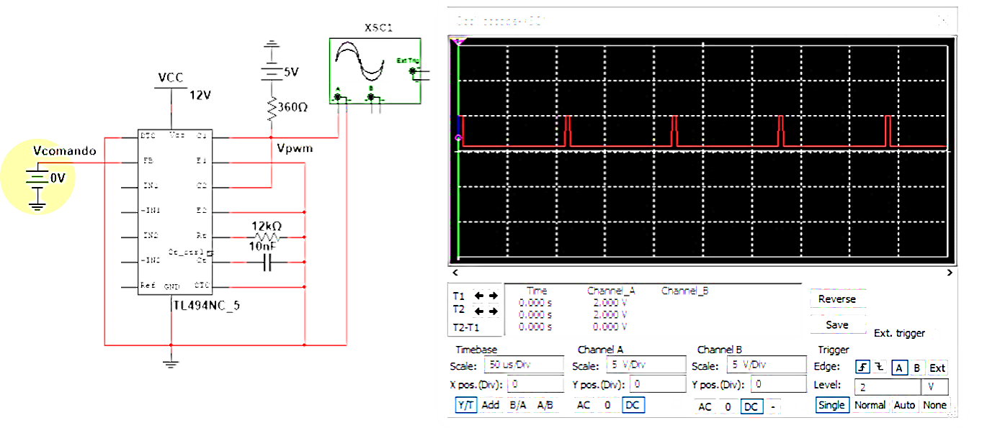 XSC1
Ext Trig
A
B
5V
VCC
12V
360Ω
DTC
Vcc
C1
Vcomando
Vpwm
FB
E1
0V
IN1
C2
-IN1
E2
12kΩ
IN2
Rt
10nF
Ct_ctrl
-IN2
Ct
Ref
GND
OTC
TL494NC_5
T1
T2
T2-T1
Time
Channel_A
Channel_B
0.000 s
2.000 V
0.000 s
2.000 V
0.000 s
0.000 V
Reverse
Save
Ext. trigger
Timebase
Channel A
Channel B
Trigger
Scale:
50 us/Div
Scale:
5 V/Div
Scale:
5 V/Div
Edge:
A
B
Ext
X pos.(Div):
0
Y pos.(Div):
0
Y pos.(Div):
0
Level:
2
V
Y/T
Add
B/A
A/B
AC
0
DC
AC
0
DC
-
Single
Normal
Auto
None